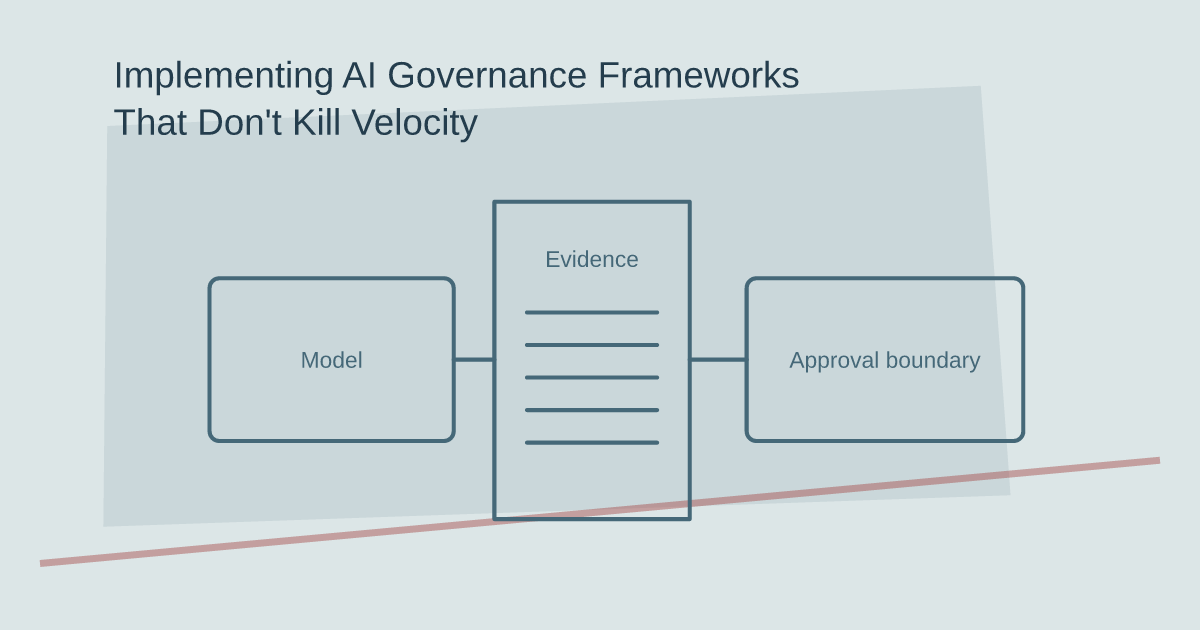 Implementing AI Governance Frameworks
That Don't Kill Velocity
Evidence
Model
Approval boundary